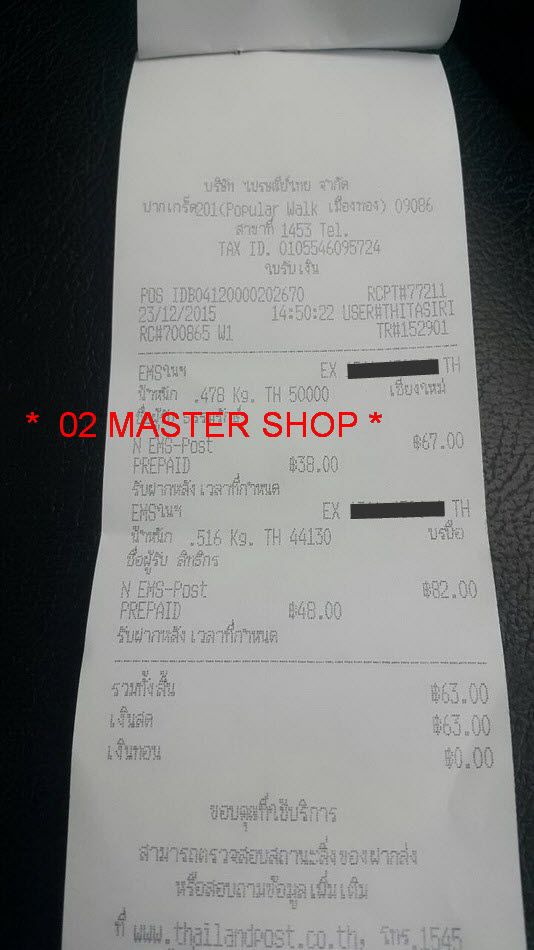 บริษัท ไปรษณีย์ไทย จำกัด
ปากเกร็ด201(Popular Walk เมืองทอง) 09086
สาขาที่ 1453 Tel.
TAX ID. 0105546095724
ใบรับเงิน
POS IDB04120000202670 RCPT#77211
23/12/2015 14:50:22 USER#THITASIRI
RC#700865 W1 TR#152901
EMSในฯ EX TH
น้ำหนัก .478 Kg. TH 50000 เชียงใหม่
* 02 MASTER SHOP *
ชื่อผู้รับ
N EMS-Post ฿67.00
PREPAID ฿38.00
รับฝากหลัง เวลาที่กำหนด
EMSในฯ EX TH
น้ำหนัก .516 Kg. TH 44130 บรบือ
ชื่อผู้รับ สิทธิกร
N EMS-Post ฿82.00
PREPAID ฿48.00
รับฝากหลัง เวลาที่กำหนด
รวมทั้งสิ้น ฿63.00
เงินสด ฿63.00
เงินทอน ฿0.00
ขอบคุณที่ใช้บริการ
สามารถตรวจสอบสถานะสิ่งของฝากส่ง
หรือสอบถามข้อมูลเพิ่มเติม
ที่ www.thailandpost.co.th, โทร.1545